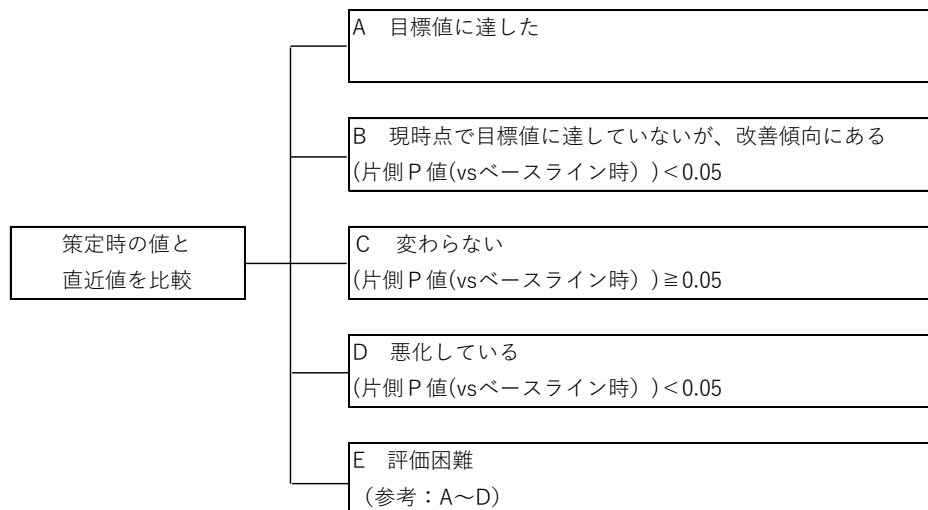 A　目標値に達した
B　現時点で目標値に達していないが、改善傾向にある
(片側Ｐ値(vsベースライン時）)＜0.05
策定時の値と
直近値を比較
C　変わらない
(片側Ｐ値(vsベースライン時）)≧0.05
D　悪化している
(片側Ｐ値(vsベースライン時）)＜0.05
E　評価困難
（参考：A～D）